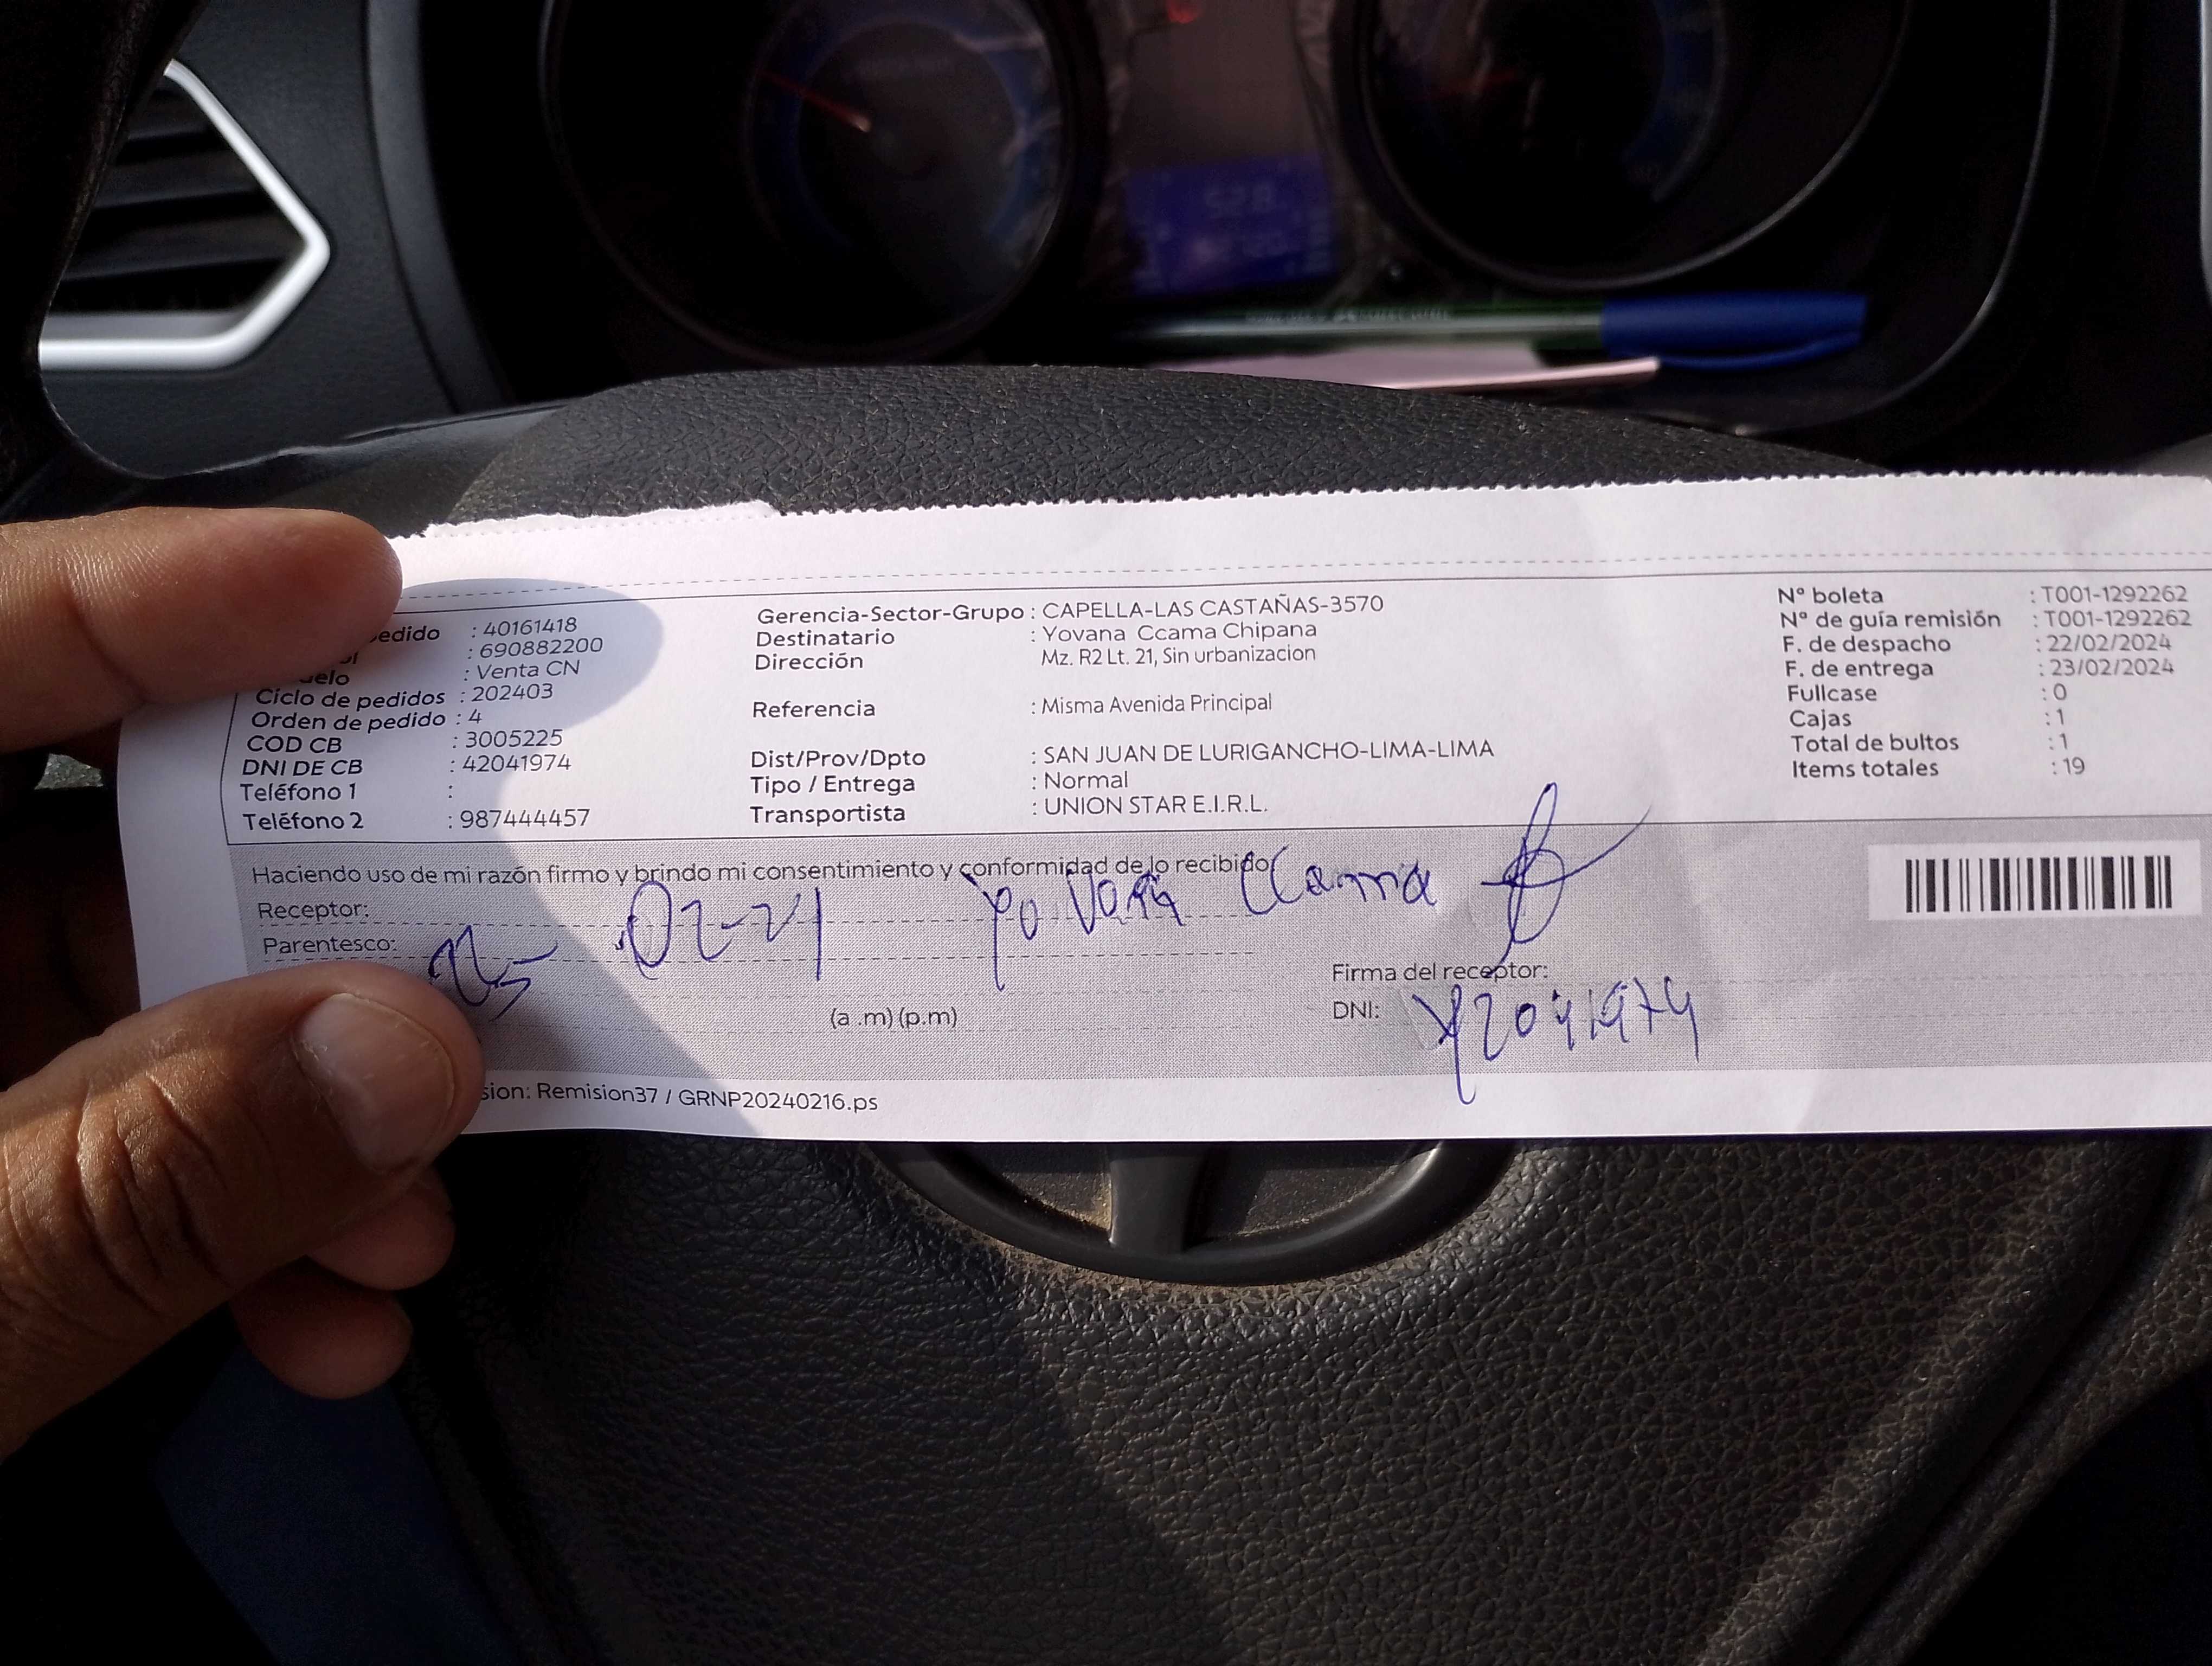 edido : 40161418
: 690882200
uelo : Venta CN
Ciclo de pedidos : 202403
Orden de pedido : 4
COD CB : 3005225
DNI DE CB : 42041974
Teléfono 1 :
Teléfono 2 : 987444457
Gerencia-Sector-Grupo : CAPELLA-LAS CASTAÑAS-3570
Destinatario : Yovana Ccama Chipana
Dirección Mz. R2 Lt. 21, Sin urbanizacion
Referencia : Misma Avenida Principal
Dist/Prov/Dpto : SAN JUAN DE LURIGANCHO-LIMA-LIMA
Tipo / Entrega : Normal
Transportista : UNION STAR E.I.R.L.
Nº boleta : T001-1292262
Nº de guía remisión : T001-1292262
F. de despacho : 22/02/2024
F. de entrega : 23/02/2024
Fullcase : 0
Cajas : 1
Total de bultos : 1
Items totales : 19
Haciendo uso de mi razón firmo y brindo mi consentimiento y conformidad de lo recibido
Receptor: Yovana Ccama
Parentesco:
(a .m) (p.m)
Firma del receptor:
DNI: 42041974
sion: Remision37 / GRNP20240216.ps